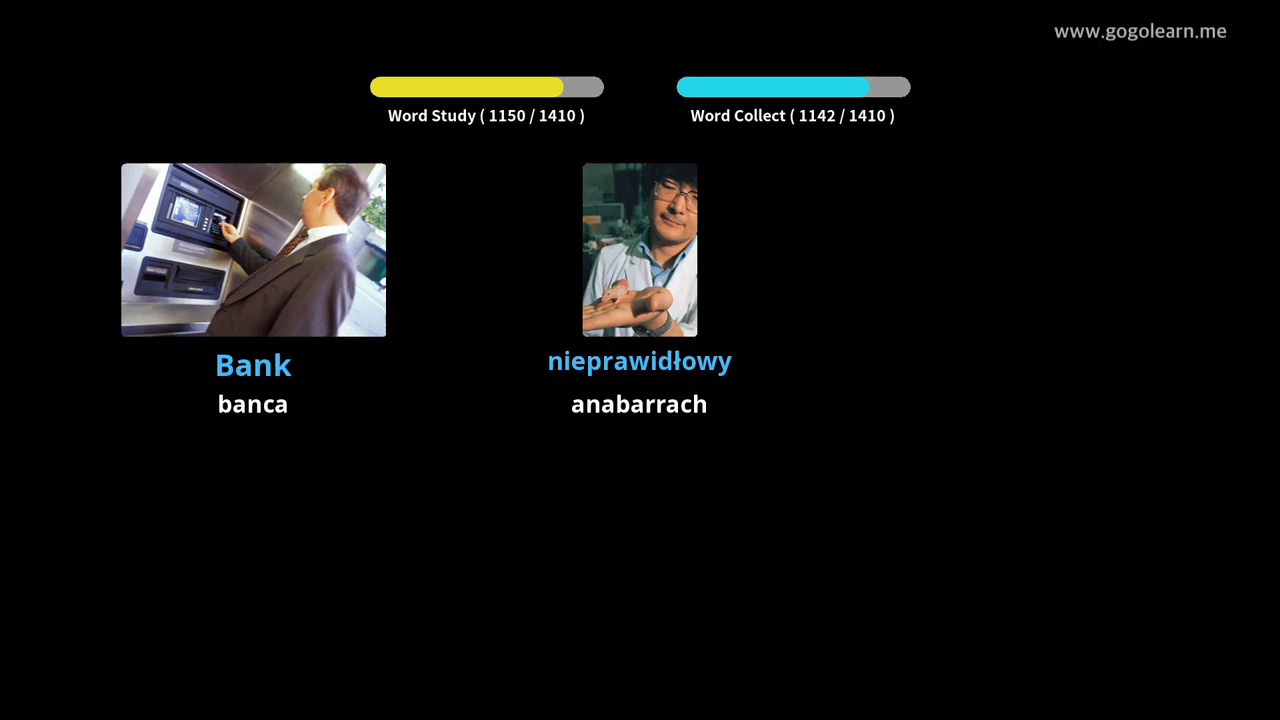 www.gogolearn.me
Word Study ( 1150 / 1410 )
Word Collect ( 1142 / 1410 )
Bank
banca
nieprawidłowy
anabarrach